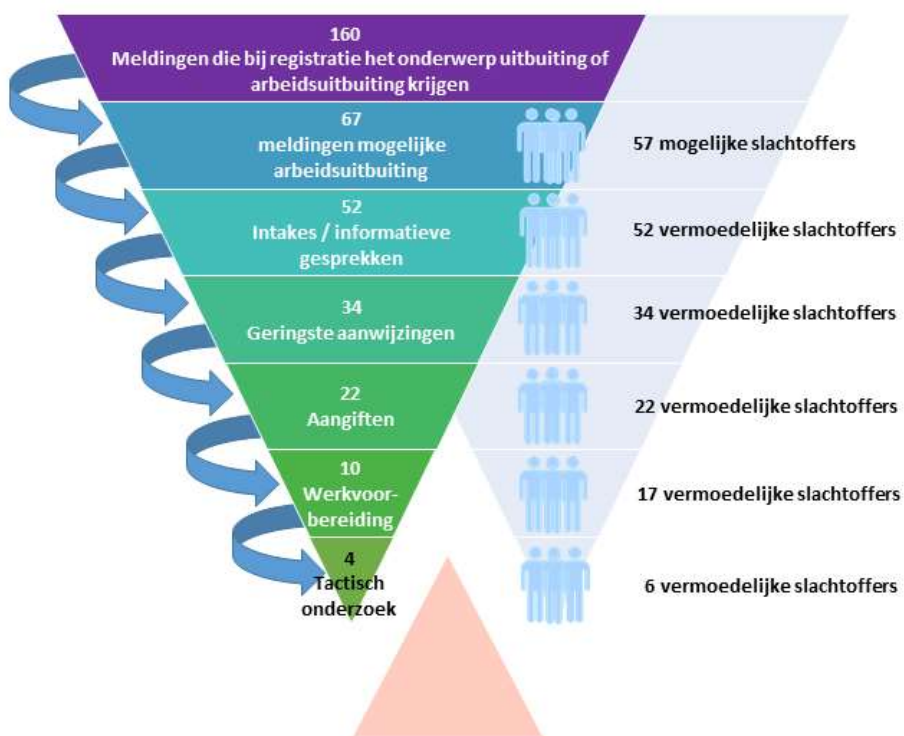 160
Meldingen die bij registratie het onderwerp uitbuiting of
arbeidsuitbuiting krijgen
67
meldingen mogelijke
arbeidsuitbuiting
57 mogelijke slachtoffers
52
Intakes / informatieve
gesprekken
52 vermoedelijke slachtoffers
34
Geringste aanwijzingen
34 vermoedelijke slachtoffers
22
Aangiften
22 vermoedelijke slachtoffers
10
Werkvoor-
bereiding
17 vermoedelijke slachtoffers
4
Tactisch
onderzoek
6 vermoedelijke slachtoffers